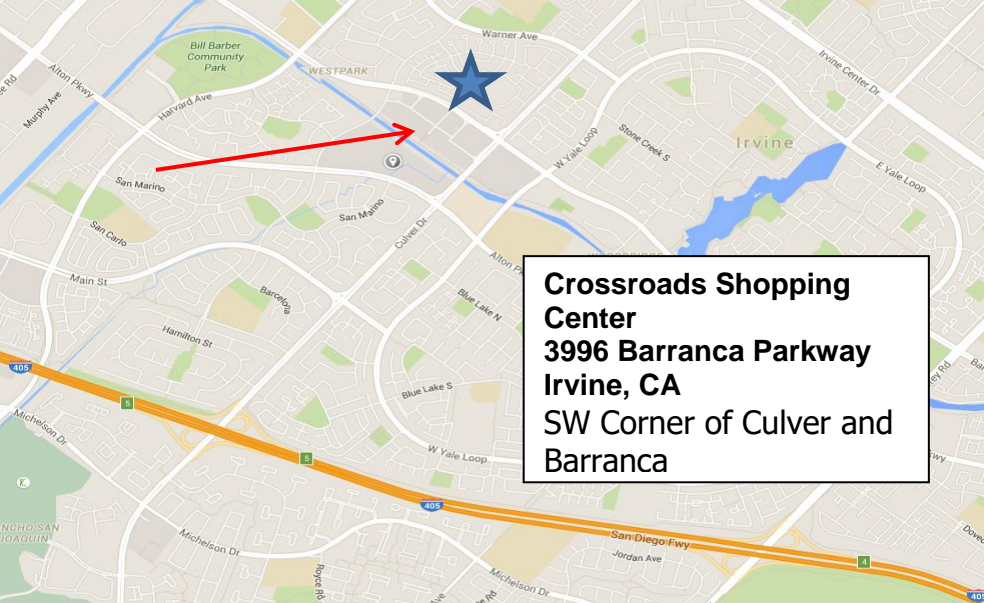 Warner Ave
Bill Barber
Community
Park
WESTPARK
Irvine Center Dr
Alton Pkwy
Murphy Ave
Harvard Ave
Stone Creek S
Irvine
W Yale Loop
E Yale Loop
San Marino
San Marino
San Carlo
Culver Dr
Main St
Barcelona
Blue Lake N
Hamilton St
Crossroads Shopping
Center
3996 Barranca Parkway
Irvine, CA
SW Corner of Culver and
Barranca
405
5
Blue Lake S
Michelson Dr
W Yale Loop
5
405
San Diego Fwy
Jordan Ave
4
Michelson Dr
Royce Rd
Michelson Dr
405